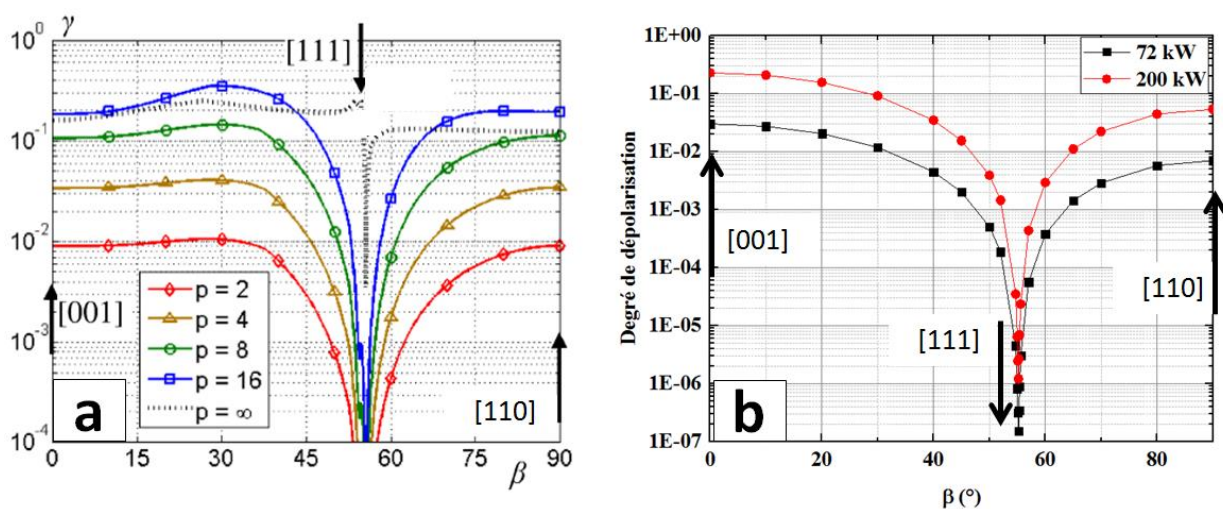 γ
10⁰
10⁻¹
10⁻²
10⁻³
10⁻⁴
[111]
[001]
[110]
p = 2
p = 4
p = 8
p = 16
p = ∞
a
0
15
30
45
60
75
90
β
Degré de dépolarisation
1E+00
1E-01
1E-02
1E-03
1E-04
1E-05
1E-06
1E-07
72 kW
200 kW
[001]
[110]
[111]
b
0
20
40
60
80
β (°)